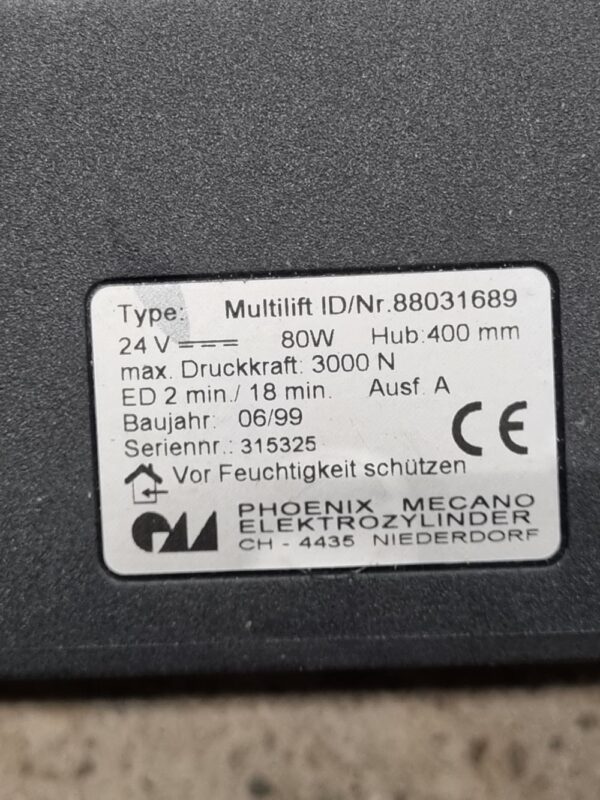 Type: Multilift ID/Nr.88031689
24 V 80W Hub:400 mm
max. Druckkraft: 3000 N
ED 2 min./ 18 min. Ausf. A
Baujahr: 06/99
Seriennr.: 315325
CE
Vor Feuchtigkeit schützen
PHOENIX MECANO
ELEKTROZYLINDER
CH - 4435 NIEDERDORF